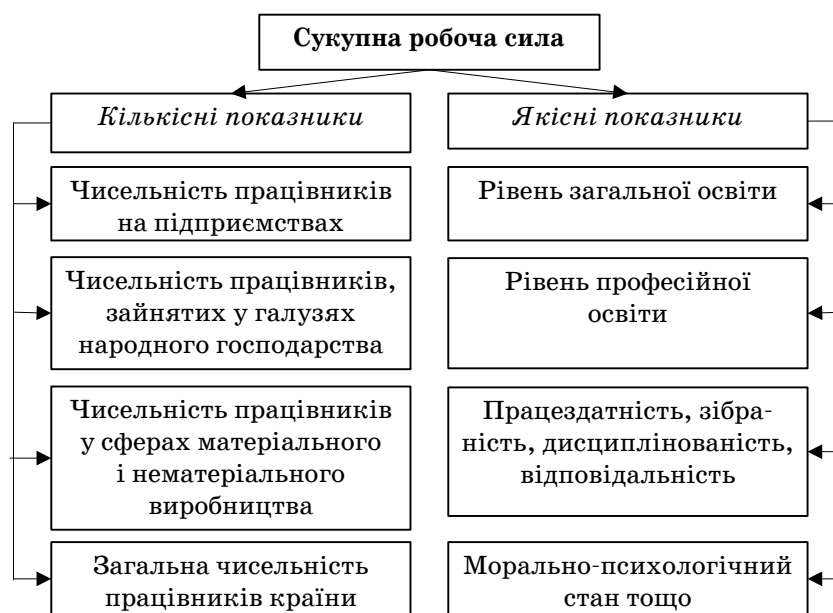 Сукупна робоча сила
Кількісні показники
Чисельність працівників
на підприємствах
Чисельність працівників,
зайнятих у галузях
народного господарства
Чисельність працівників
у сферах матеріального
і нематеріального
виробництва
Загальна чисельність
працівників країни
Якісні показники
Рівень загальної освіти
Рівень професійної
освіти
Працездатність, зібра-
ність, дисциплінованість,
відповідальність
Морально-психологічний
стан тощо